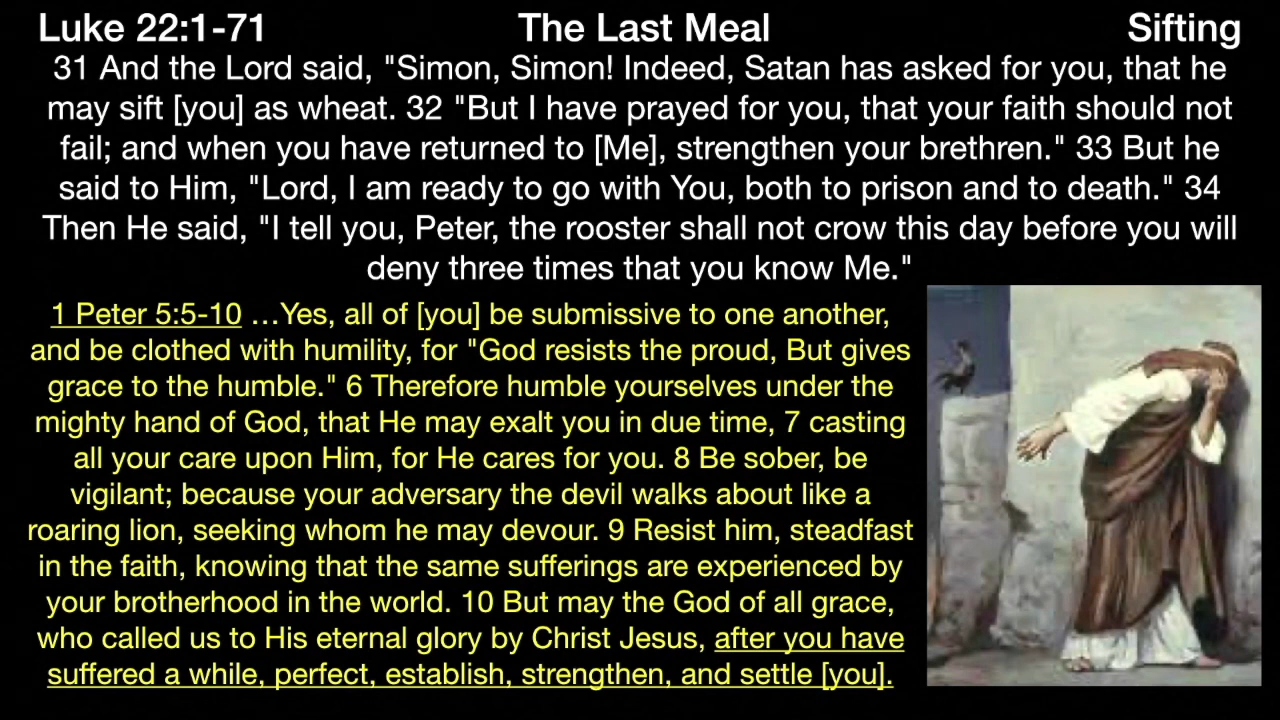 Luke 22:1-71 The Last Meal Sifting
31 And the Lord said, "Simon, Simon! Indeed, Satan has asked for you, that he
may sift [you] as wheat. 32 "But I have prayed for you, that your faith should not
fail; and when you have returned to [Me], strengthen your brethren." 33 But he
said to Him, "Lord, I am ready to go with You, both to prison and to death." 34
Then He said, "I tell you, Peter, the rooster shall not crow this day before you will
deny three times that you know Me."
1 Peter 5:5-10 …Yes, all of [you] be submissive to one another,
and be clothed with humility, for "God resists the proud, But gives
grace to the humble." 6 Therefore humble yourselves under the
mighty hand of God, that He may exalt you in due time, 7 casting
all your care upon Him, for He cares for you. 8 Be sober, be
vigilant; because your adversary the devil walks about like a
roaring lion, seeking whom he may devour. 9 Resist him, steadfast
in the faith, knowing that the same sufferings are experienced by
your brotherhood in the world. 10 But may the God of all grace,
who called us to His eternal glory by Christ Jesus, after you have
suffered a while, perfect, establish, strengthen, and settle [you].